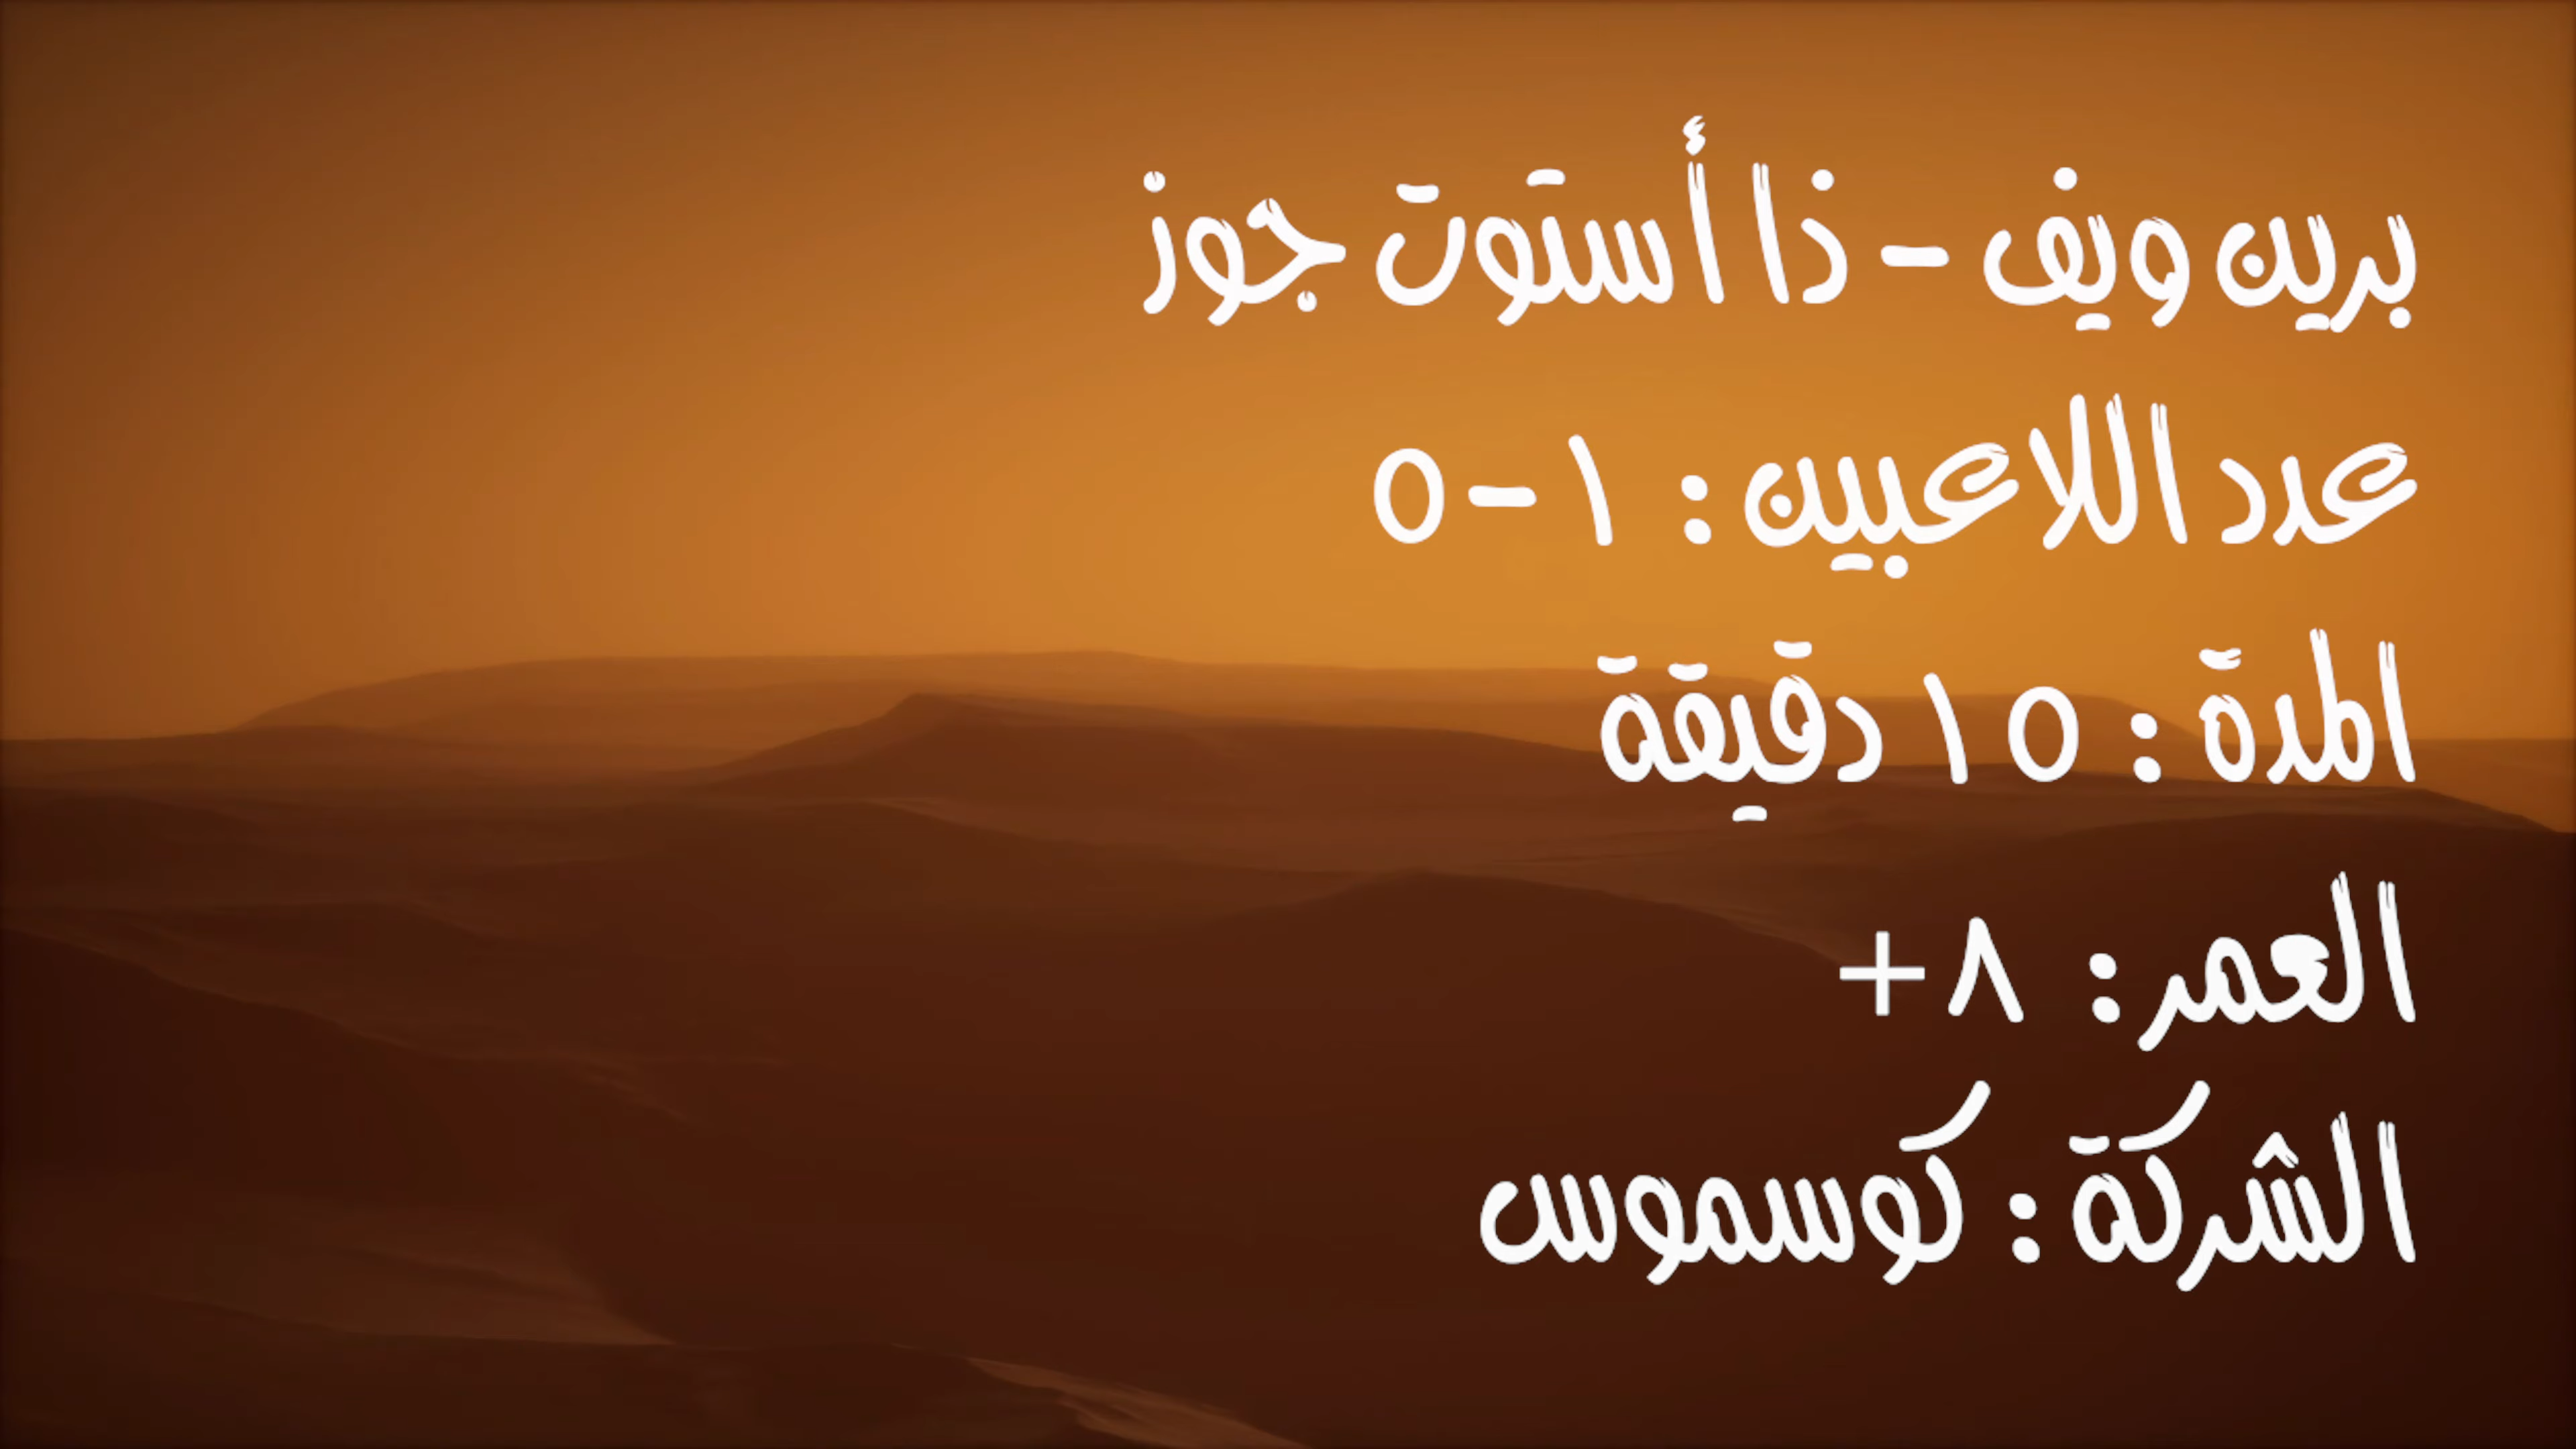 برين ويف - ذا أستوت جوز
عدد اللاعبين : ١ - ٥
المدة : ١٥ دقيقة
العمر : ٨ +
الشركة : كوسموس